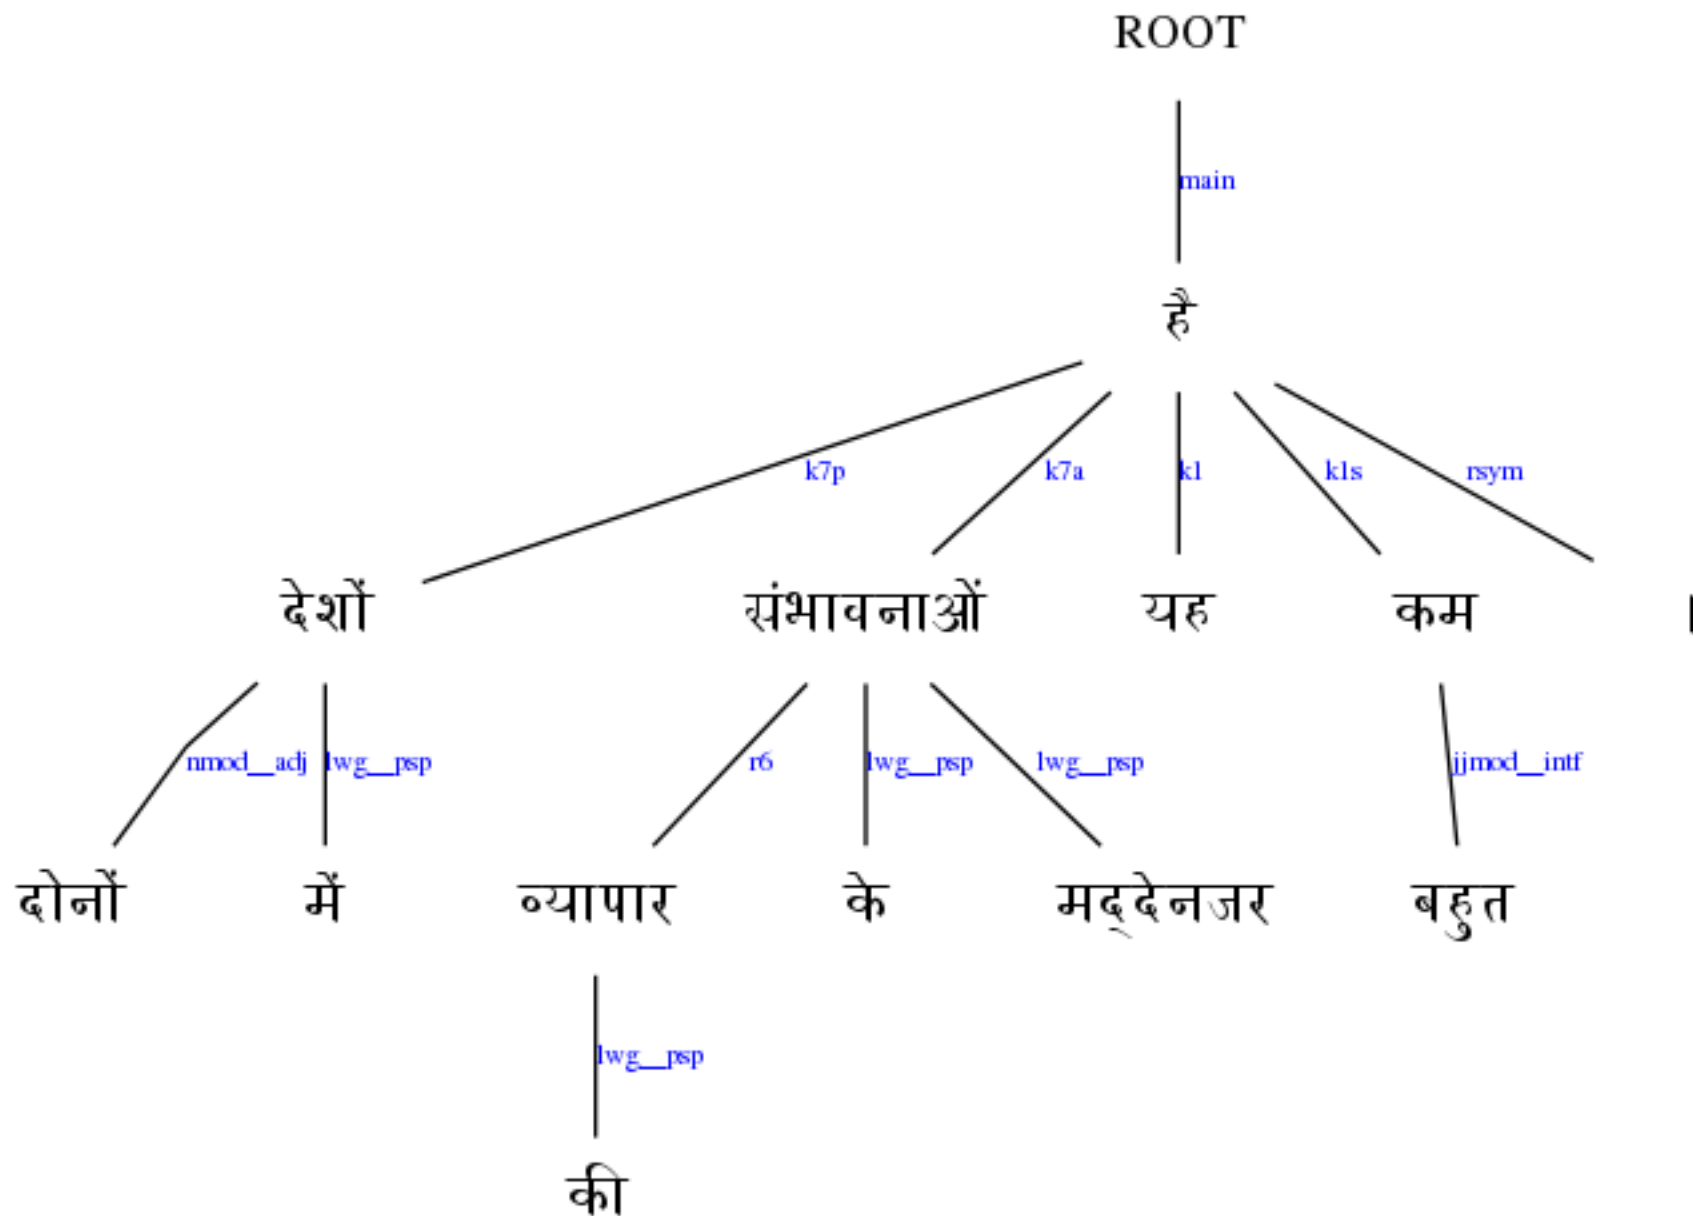 ROOT
main
है
k7p k7a k1 k1s rsym
देशों संभावनाओं यह कम ।
nmod__adj lwg__psp r6 lwg__psp lwg__psp jjmod__intf
दोनों में व्यापार के मद्देनजर बहुत
lwg__psp
की